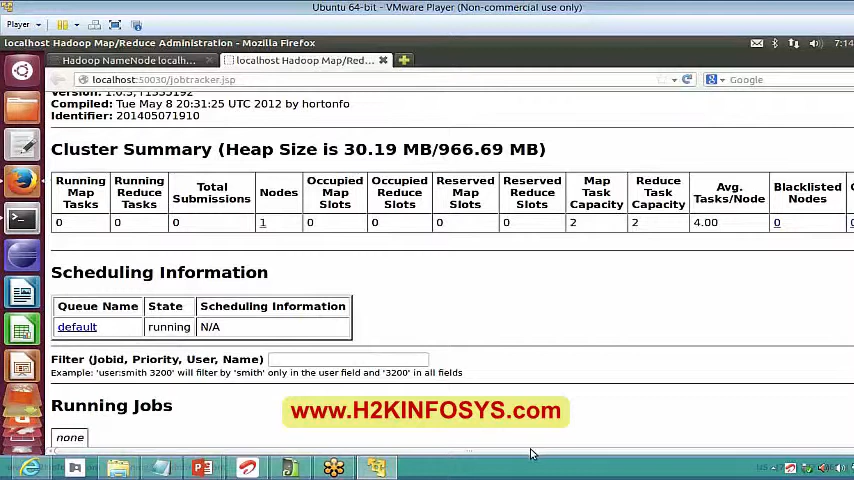 Ubuntu 64-bit - VMware Player (Non-commercial use only)
Player
localhost Hadoop Map/Reduce Administration - Mozilla Firefox
7:14
Hadoop NameNode localh...
localhost Hadoop Map/Red...
localhost:50030/jobtracker.jsp
Google
Compiled: Tue May 8 20:31:25 UTC 2012 by hortonfo
Identifier: 201405071910
Cluster Summary (Heap Size is 30.19 MB/966.69 MB)
Running Map Tasks Running Reduce Tasks Total Submissions Nodes Occupied Map Slots Occupied Reduce Slots Reserved Map Slots Reserved Reduce Slots Map Task Capacity Reduce Task Capacity Avg. Tasks/Node Blacklisted Nodes
0 0 0 1 0 0 0 0 2 2 4.00 0
Scheduling Information
Queue Name State Scheduling Information
default running N/A
Filter (Jobid, Priority, User, Name)
Example: 'user:smith 3200' will filter by 'smith' only in the user field and '3200' in all fields
Running Jobs
www.H2KINFOSYS.com
none